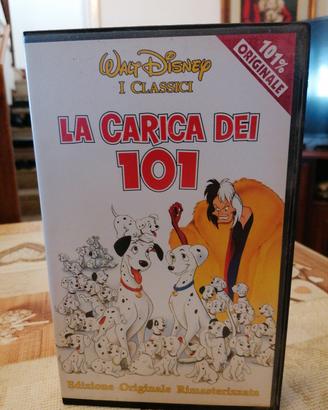 WALT DISNEY
I CLASSICI
101%
ORIGINALE
LA CARICA DEI
101
Edizione Originale Rimasterizzata